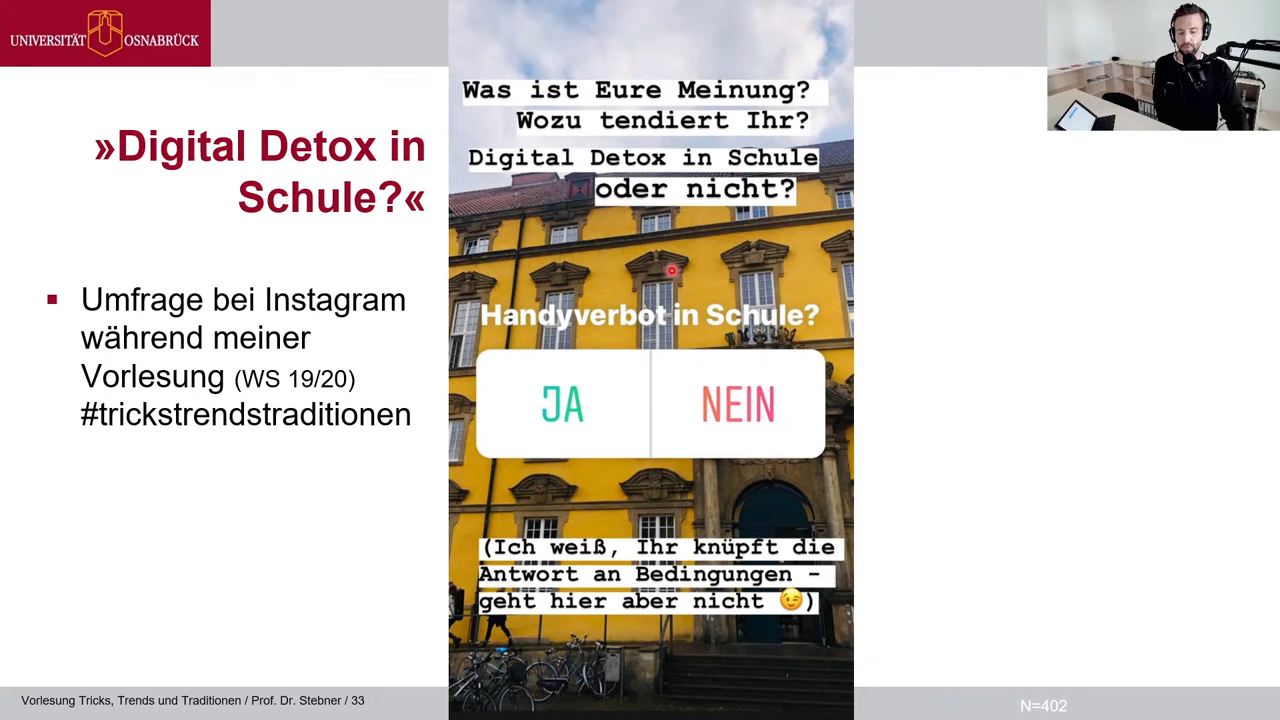 UNIVERSITÄT OSNABRÜCK
»Digital Detox in
Schule?«
Umfrage bei Instagram
während meiner
Vorlesung (WS 19/20)
#trickstrendstraditionen
Was ist Eure Meinung?
Wozu tendiert Ihr?
Digital Detox in Schule
oder nicht?
Handyverbot in Schule?
JA NEIN
(Ich weiß, Ihr knüpft die
Antwort an Bedingungen -
geht hier aber nicht 😉)
Vorlesung Tricks, Trends und Traditionen / Prof. Dr. Stebner / 33
N=402